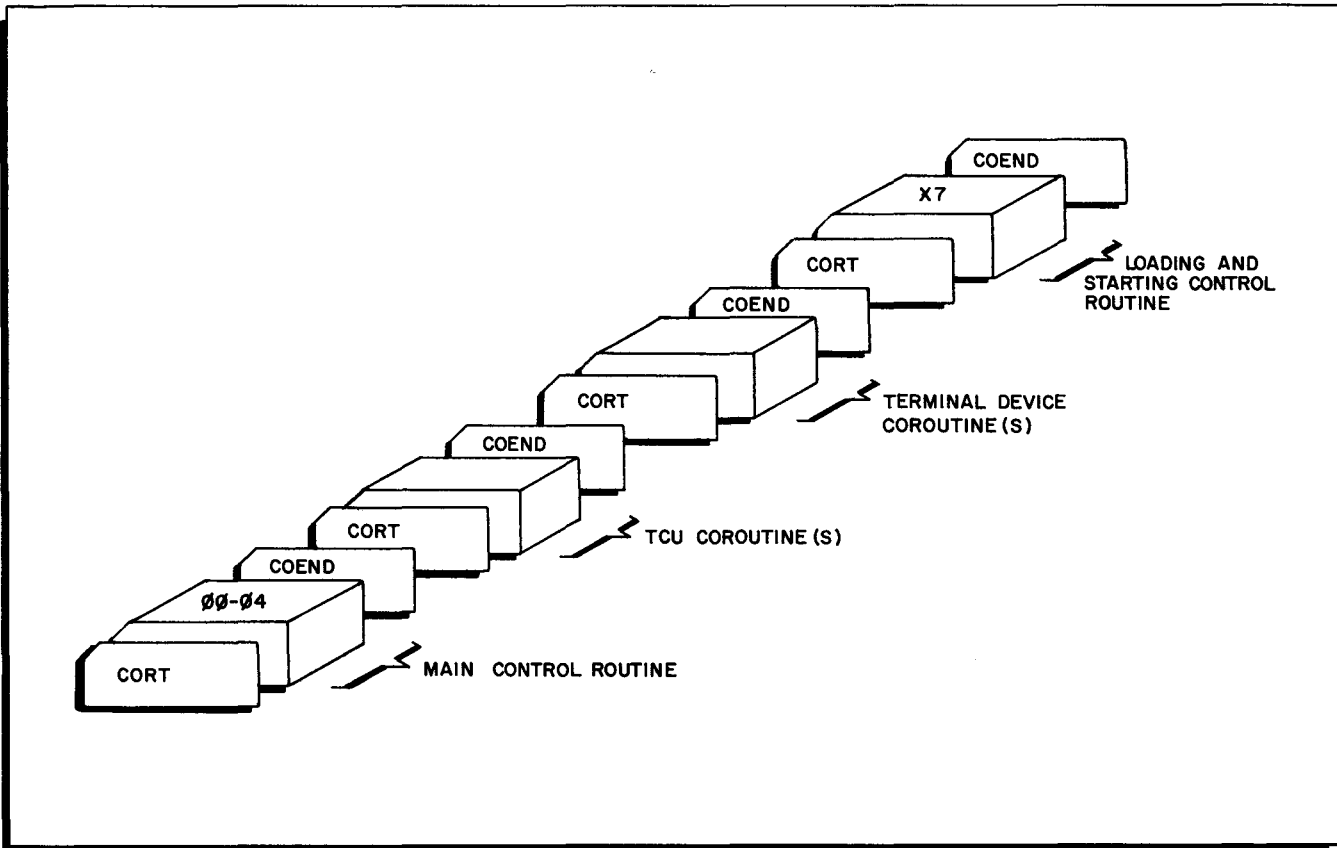 COEND
X7
CORT
LOADING AND
STARTING CONTROL
ROUTINE
COEND
CORT
TERMINAL DEVICE
COROUTINE(S)
COEND
CORT
TCU COROUTINE(S)
COEND
ØØ-Ø4
CORT
MAIN CONTROL ROUTINE